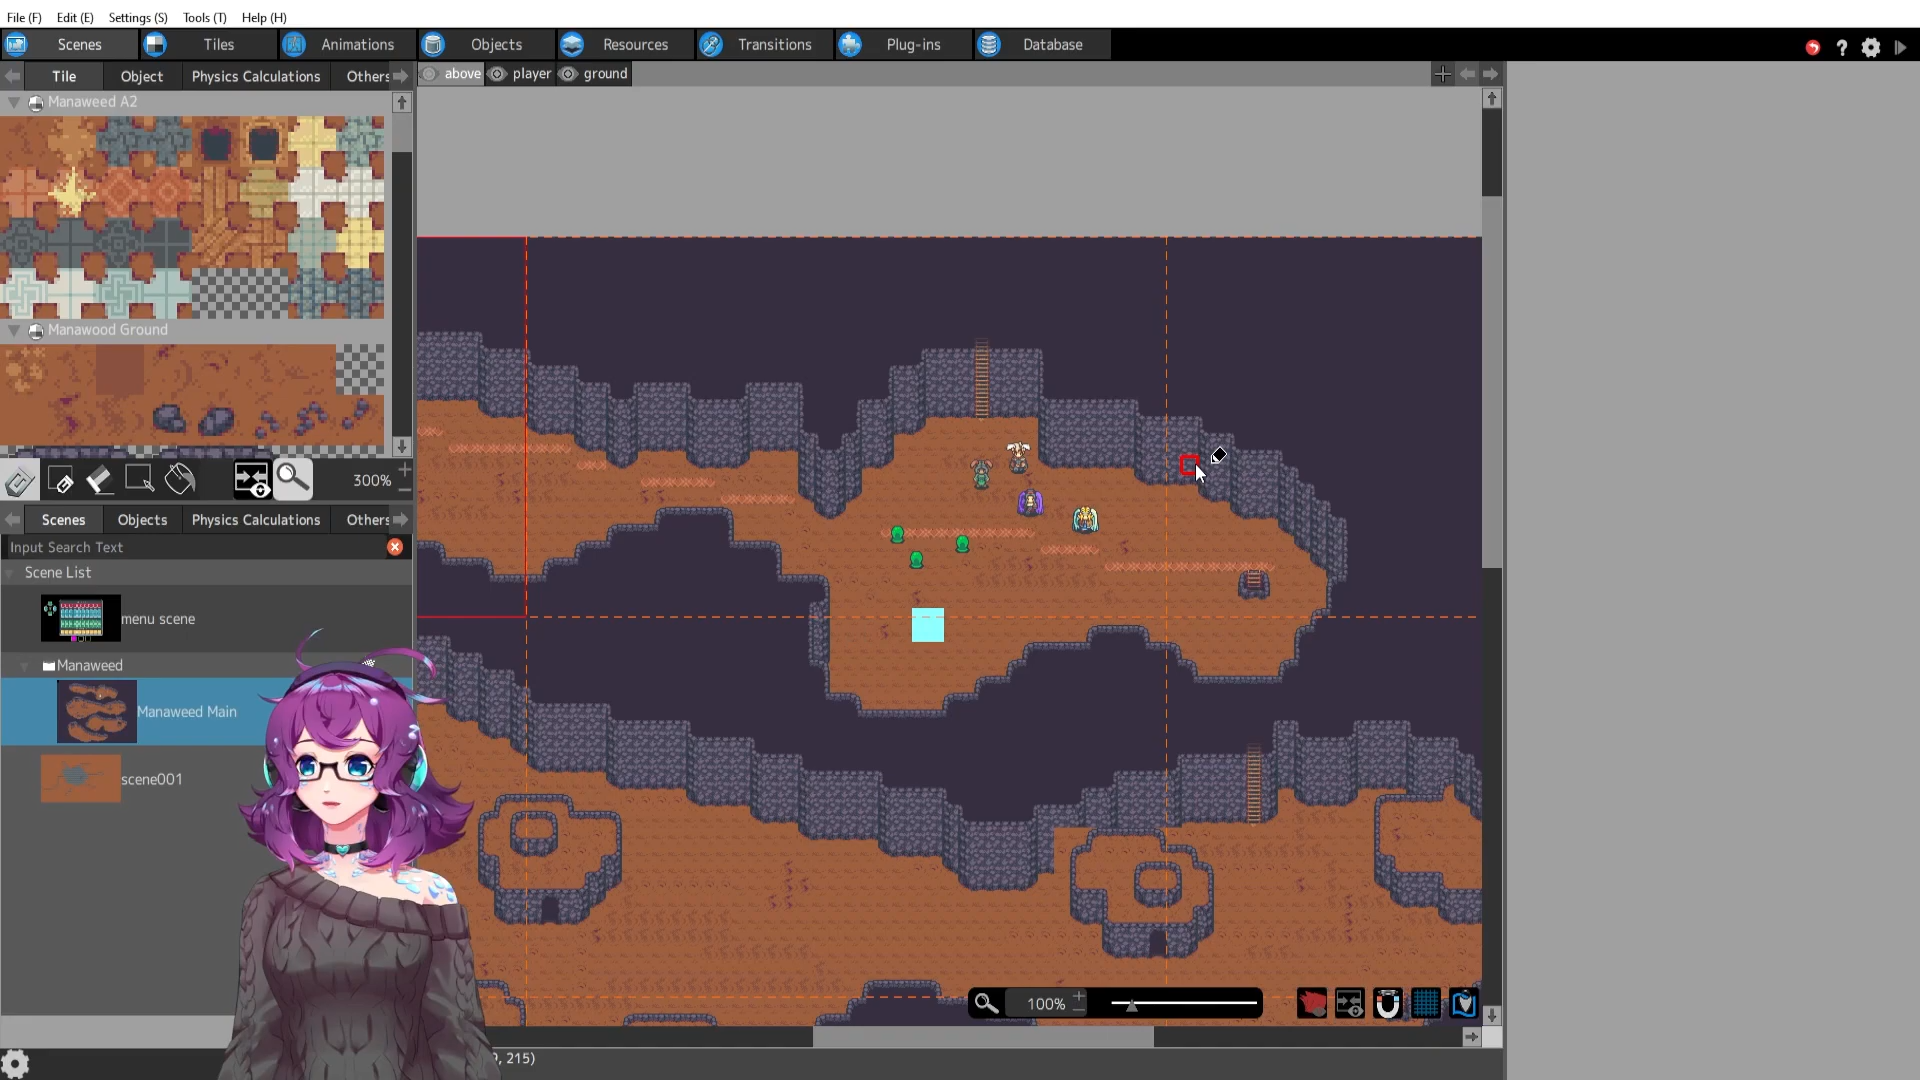 File (F) Edit (E) Settings (S) Tools (T) Help (H)
Scenes Tiles Animations Objects Resources Transitions Plug-ins Database
Tile Object Physics Calculations Others
above player ground
Manaweed A2
Manawood Ground
300%
Scenes Objects Physics Calculations Others
Input Search Text
Scene List
menu scene
Manaweed
Manaweed Main
scene001
100%
, 215)